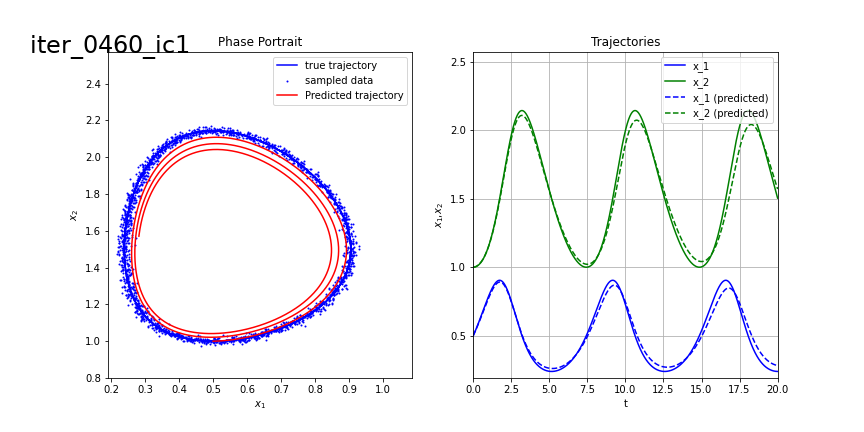 iter_0460_ic1
Phase Portrait
true trajectory
sampled data
Predicted trajectory
2.4
2.2
2.0
1.8
1.6
1.4
1.2
1.0
0.8
x2
0.2 0.3 0.4 0.5 0.6 0.7 0.8 0.9 1.0
x1
Trajectories
x_1
x_2
x_1 (predicted)
x_2 (predicted)
2.5
2.0
1.5
1.0
0.5
x1,x2
0.0 2.5 5.0 7.5 10.0 12.5 15.0 17.5 20.0
t